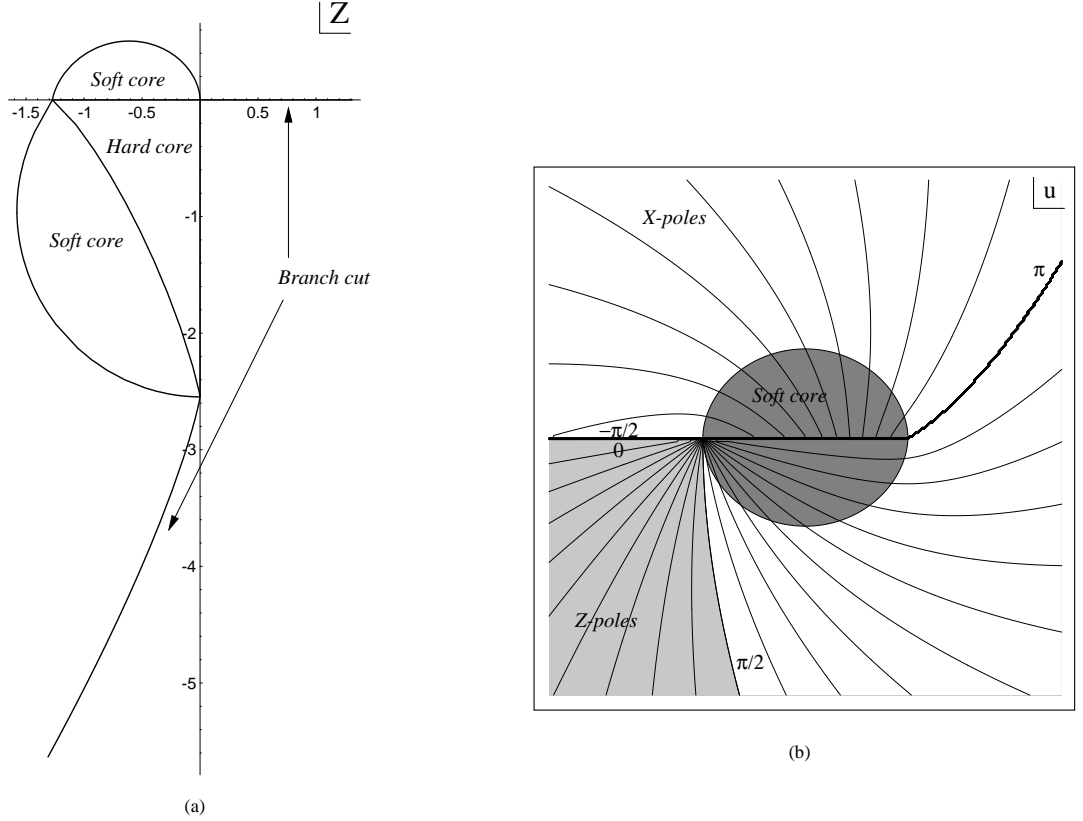 Z
Soft core
-1.5
-1
-0.5
0.5
1
Hard core
-1
Soft core
Branch cut
-2
-3
-4
-5
(a)
u
X-poles
π
Soft core
−π/2
0
Z-poles
π/2
(b)